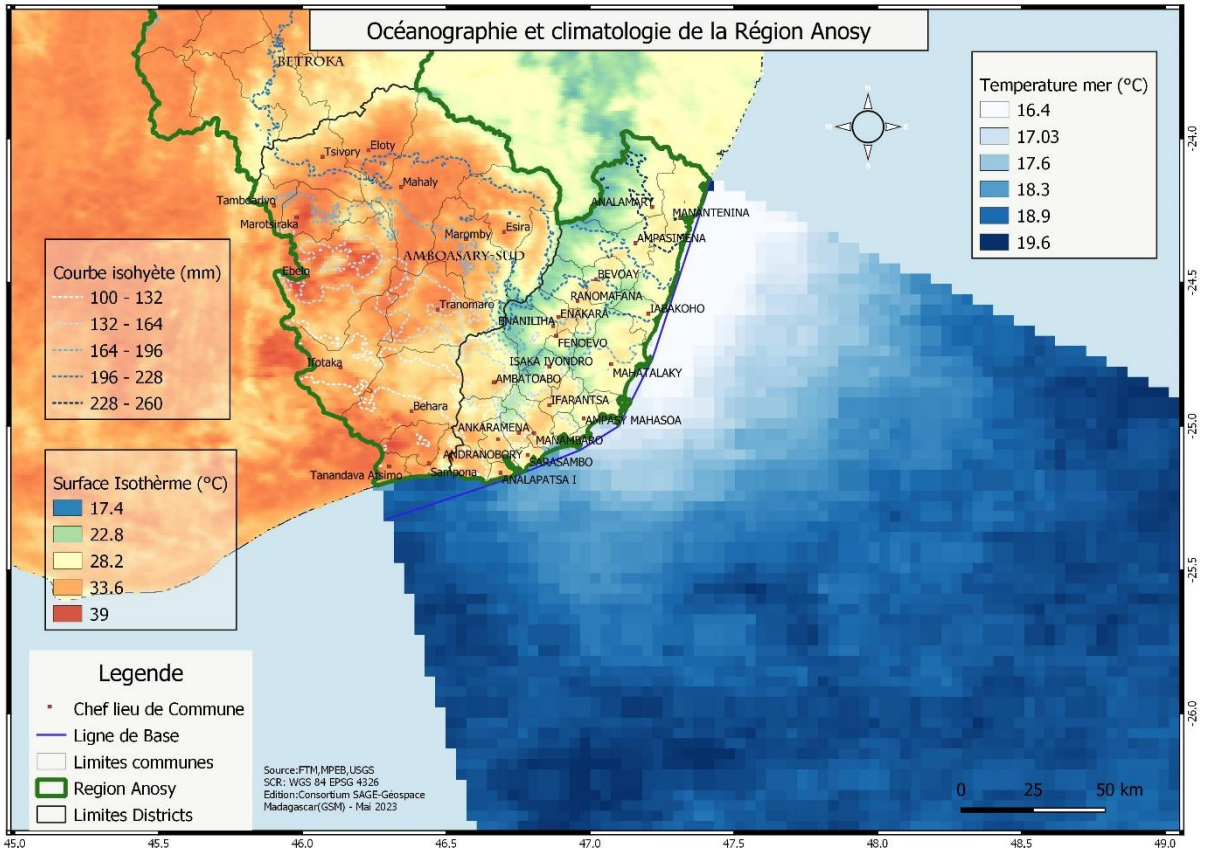 Océanographie et climatologie de la Région Anosy
BETROKA
Temperature mer (°C)
16.4
17.03
17.6
18.3
18.9
19.6
Tsivory
Eloty
Mahaly
Tamboarivo
Marotsiraka
Esira
Maromby
AMBOASARY-SUD
Ebelo
Tranomaro
Ifotaka
Behara
Tanandava Atsimo
Sampona
ANALAMARY
MANANTENINA
AMPASIMENA
BEVOAY
RANOMAFANA
ENAKARA
IABAKOHO
ENANILIHA
FENOEVO
ISAKA IVONDRO
MAHATALAKY
AMBATOABO
IFARANTSA
AMPASY MAHASOA
ANKARAMENA
MANAMBARO
ANDRANOBORY
SARASAMBO
ANALAPATSA I
Courbe isohyète (mm)
100 - 132
132 - 164
164 - 196
196 - 228
228 - 260
Surface Isothèrme (°C)
17.4
22.8
28.2
33.6
39
Legende
Chef lieu de Commune
Ligne de Base
Limites communes
Region Anosy
Limites Districts
Source:FTM,MPEB,USGS
SCR: WGS 84 EPSG 4326
Edition:Consortium SAGE-Géospace
Madagascar(GSM) - Mai 2023
0 25 50 km
-24.0
-24.5
-25.0
-25.5
-26.0
45.0 45.5 46.0 46.5 47.0 47.5 48.0 48.5 49.0